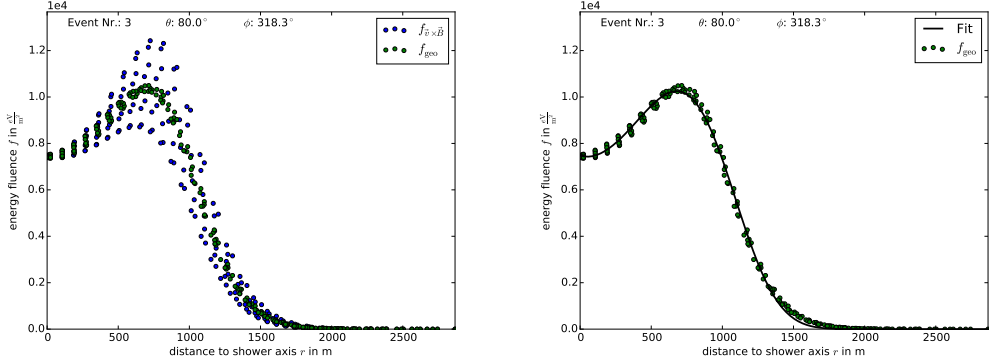 1e4
Event Nr.: 3 θ: 80.0° ϕ: 318.3°
f_{v⃗×B⃗}
f_geo
1.2
1.0
0.8
0.6
0.4
0.2
0.0
energy fluence f in eV/m²
0 500 1000 1500 2000 2500
distance to shower axis r in m
1e4
Event Nr.: 3 θ: 80.0° ϕ: 318.3°
Fit
f_geo
1.2
1.0
0.8
0.6
0.4
0.2
0.0
energy fluence f in eV/m²
0 500 1000 1500 2000 2500
distance to shower axis r in m